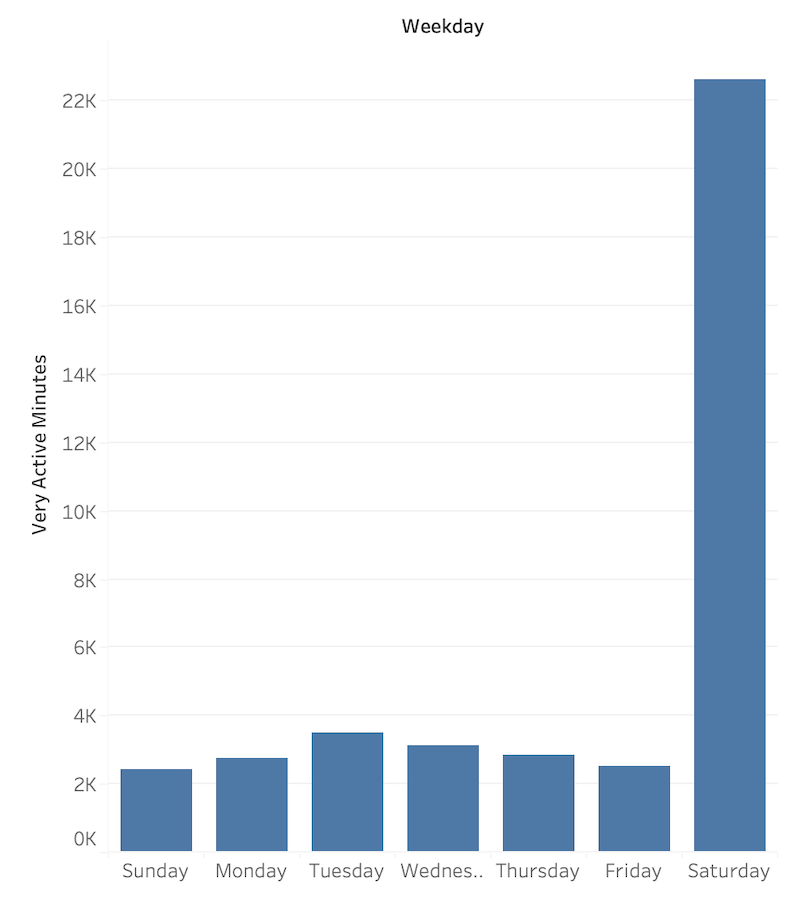 Weekday
Very Active Minutes
22K
20K
18K
16K
14K
12K
10K
8K
6K
4K
2K
0K
Sunday Monday Tuesday Wednes.. Thursday Friday Saturday